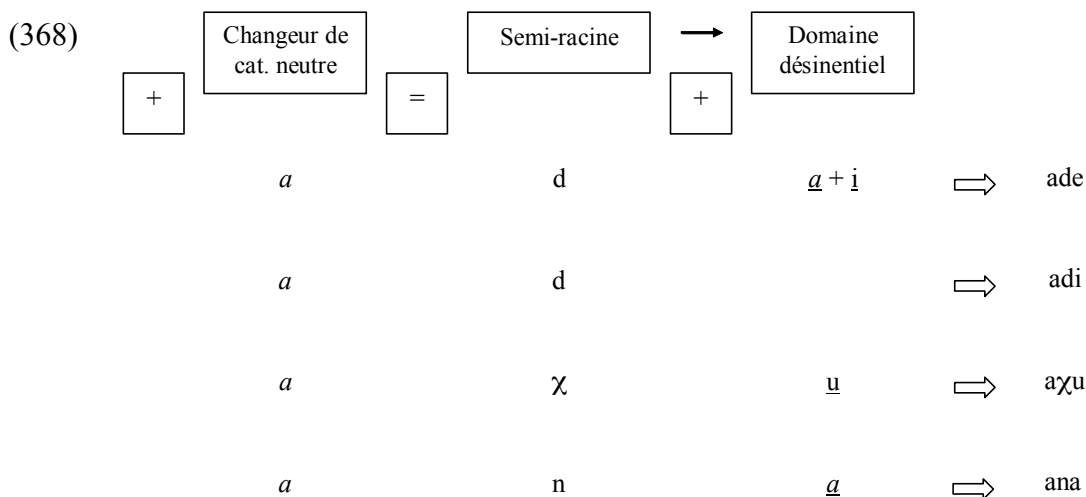 (368) Changeur de cat. neutre Semi-racine → Domaine désinentiel
+ = +
a d a + i ⇨ ade
a d ⇨ adi
a χ u ⇨ aχu
a n a ⇨ ana